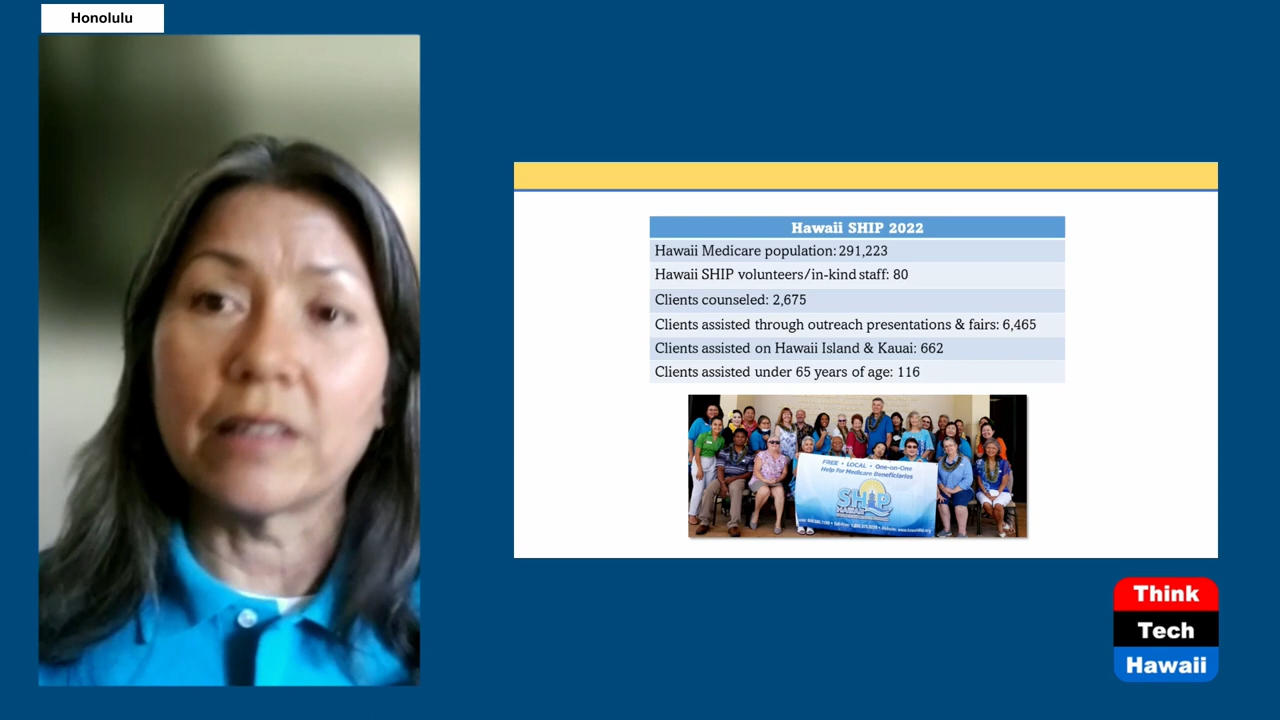 Honolulu
Hawaii SHIP 2022
Hawaii Medicare population: 291,223
Hawaii SHIP volunteers/in-kind staff: 80
Clients counseled: 2,675
Clients assisted through outreach presentations & fairs: 6,465
Clients assisted on Hawaii Island & Kauai: 662
Clients assisted under 65 years of age: 116
FREE • LOCAL • One-on-One
Help for Medicare Beneficiaries
SHIP
HAWAII
Think
Tech
Hawaii